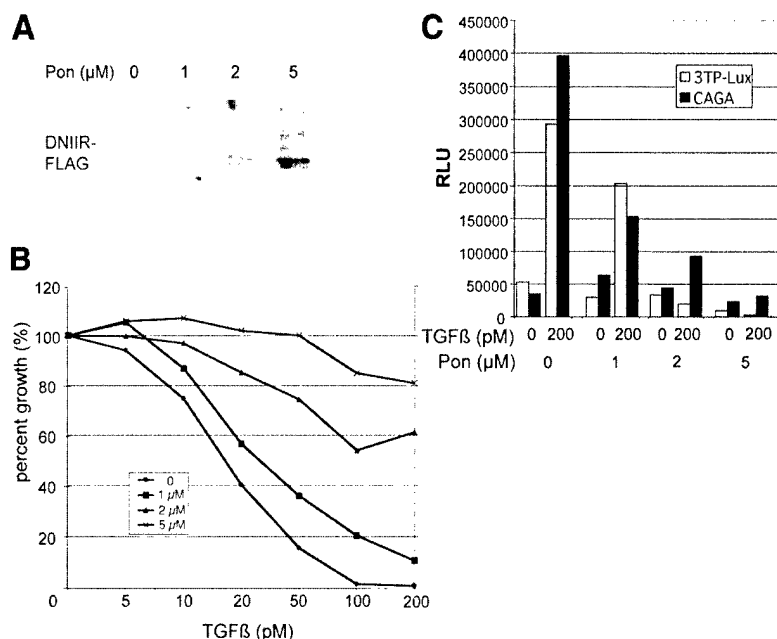 A
Pon (µM) 0 1 2 5
DNIIR-
FLAG
B
120
100
80
60
40
20
0 5 10 20 50 100 200
percent growth (%)
TGFß (pM)
0
1 µM
2 µM
5 µM
C
450000
400000
350000
300000
250000
200000
150000
100000
50000
0
RLU
3TP-Lux
CAGA
TGFß (pM) 0 200 0 200 0 200 0 200
Pon (µM) 0 1 2 5